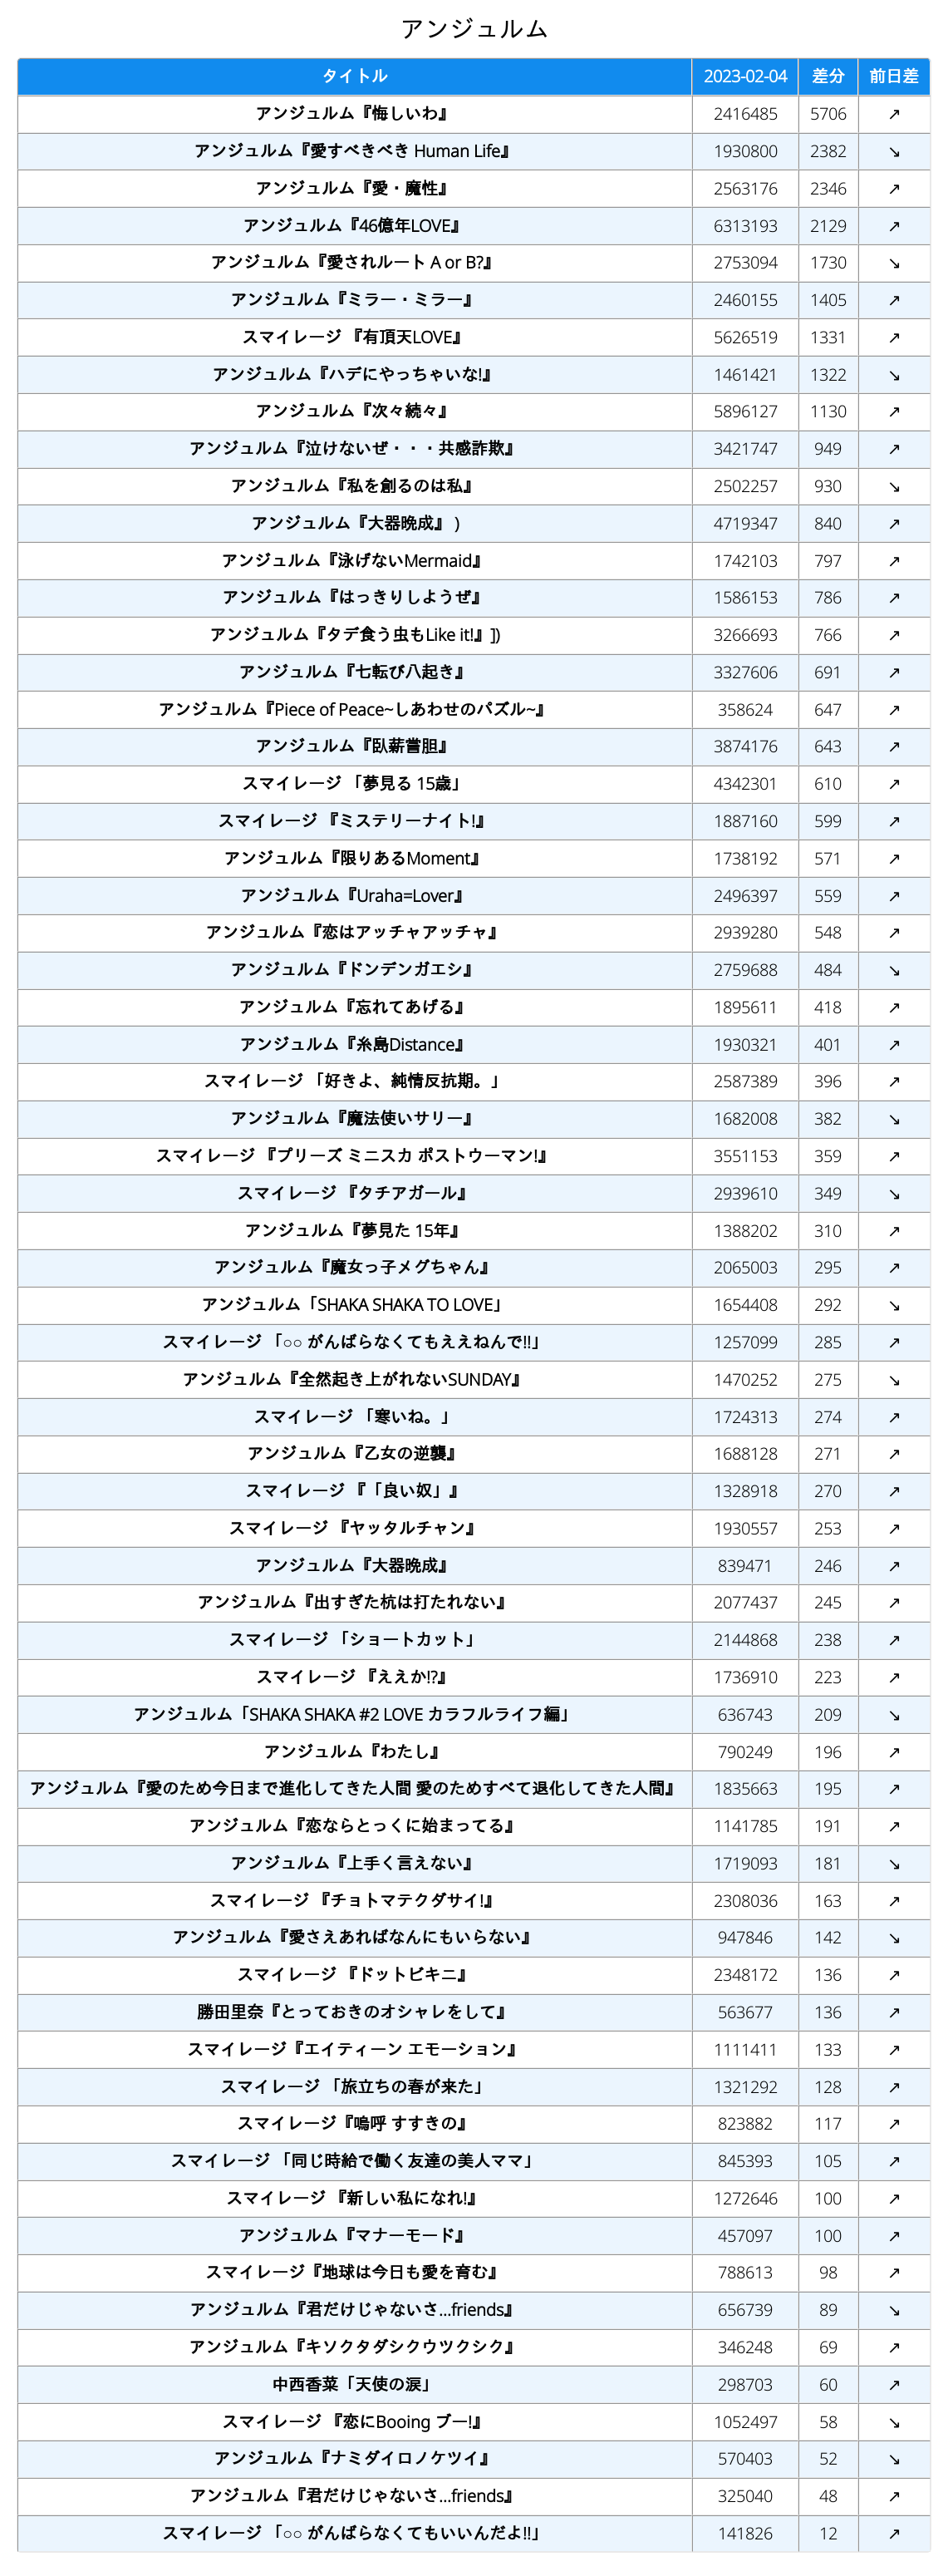 アンジュルム
タイトル 2023-02-04 差分 前日差
アンジュルム『悔しいわ』 2416485 5706 ↗
アンジュルム『愛すべきべき Human Life』 1930800 2382 ↘
アンジュルム『愛・魔性』 2563176 2346 ↗
アンジュルム『46億年LOVE』 6313193 2129 ↗
アンジュルム『愛されルート A or B?』 2753094 1730 ↘
アンジュルム『ミラー・ミラー』 2460155 1405 ↗
スマイレージ 『有頂天LOVE』 5626519 1331 ↗
アンジュルム『ハデにやっちゃいな!』 1461421 1322 ↘
アンジュルム『次々続々』 5896127 1130 ↗
アンジュルム『泣けないぜ・・・共感詐欺』 3421747 949 ↗
アンジュルム『私を創るのは私』 2502257 930 ↘
アンジュルム『大器晩成』 ) 4719347 840 ↗
アンジュルム『泳げないMermaid』 1742103 797 ↗
アンジュルム『はっきりしようぜ』 1586153 786 ↗
アンジュルム『タデ食う虫もLike it!』]) 3266693 766 ↗
アンジュルム『七転び八起き』 3327606 691 ↗
アンジュルム『Piece of Peace~しあわせのパズル~』 358624 647 ↗
アンジュルム『臥薪嘗胆』 3874176 643 ↗
スマイレージ 「夢見る 15歳」 4342301 610 ↗
スマイレージ 『ミステリーナイト!』 1887160 599 ↗
アンジュルム『限りあるMoment』 1738192 571 ↗
アンジュルム『Uraha=Lover』 2496397 559 ↗
アンジュルム『恋はアッチャアッチャ』 2939280 548 ↗
アンジュルム『ドンデンガエシ』 2759688 484 ↘
アンジュルム『忘れてあげる』 1895611 418 ↗
アンジュルム『糸島Distance』 1930321 401 ↗
スマイレージ 「好きよ、純情反抗期。」 2587389 396 ↗
アンジュルム『魔法使いサリー』 1682008 382 ↘
スマイレージ 『プリーズ ミニスカ ポストウーマン!』 3551153 359 ↗
スマイレージ 『タチアガール』 2939610 349 ↘
アンジュルム『夢見た 15年』 1388202 310 ↗
アンジュルム『魔女っ子メグちゃん』 2065003 295 ↗
アンジュルム「SHAKA SHAKA TO LOVE」 1654408 292 ↘
スマイレージ 「○○ がんばらなくてもええねんで!!」 1257099 285 ↗
アンジュルム『全然起き上がれないSUNDAY』 1470252 275 ↘
スマイレージ 「寒いね。」 1724313 274 ↗
アンジュルム『乙女の逆襲』 1688128 271 ↗
スマイレージ 『「良い奴」』 1328918 270 ↗
スマイレージ 『ヤッタルチャン』 1930557 253 ↗
アンジュルム『大器晩成』 839471 246 ↗
アンジュルム『出すぎた杭は打たれない』 2077437 245 ↗
スマイレージ 「ショートカット」 2144868 238 ↗
スマイレージ 『ええか!?』 1736910 223 ↗
アンジュルム「SHAKA SHAKA #2 LOVE カラフルライフ編」 636743 209 ↘
アンジュルム『わたし』 790249 196 ↗
アンジュルム『愛のため今日まで進化してきた人間 愛のためすべて退化してきた人間』 1835663 195 ↗
アンジュルム『恋ならとっくに始まってる』 1141785 191 ↗
アンジュルム『上手く言えない』 1719093 181 ↘
スマイレージ 『チョトマテクダサイ!』 2308036 163 ↗
アンジュルム『愛さえあればなんにもいらない』 947846 142 ↘
スマイレージ 『ドットビキニ』 2348172 136 ↗
勝田里奈『とっておきのオシャレをして』 563677 136 ↗
スマイレージ『エイティーン エモーション』 1111411 133 ↗
スマイレージ 「旅立ちの春が来た」 1321292 128 ↗
スマイレージ『嗚呼 すすきの』 823882 117 ↗
スマイレージ 「同じ時給で働く友達の美人ママ」 845393 105 ↗
スマイレージ 『新しい私になれ!』 1272646 100 ↗
アンジュルム『マナーモード』 457097 100 ↗
スマイレージ『地球は今日も愛を育む』 788613 98 ↗
アンジュルム『君だけじゃないさ...friends』 656739 89 ↘
アンジュルム『キソクタダシクウツクシク』 346248 69 ↗
中西香菜「天使の涙」 298703 60 ↗
スマイレージ 『恋にBooing ブー!』 1052497 58 ↘
アンジュルム『ナミダイロノケツイ』 570403 52 ↘
アンジュルム『君だけじゃないさ...friends』 325040 48 ↗
スマイレージ 「○○ がんばらなくてもいいんだよ!!」 141826 12 ↗